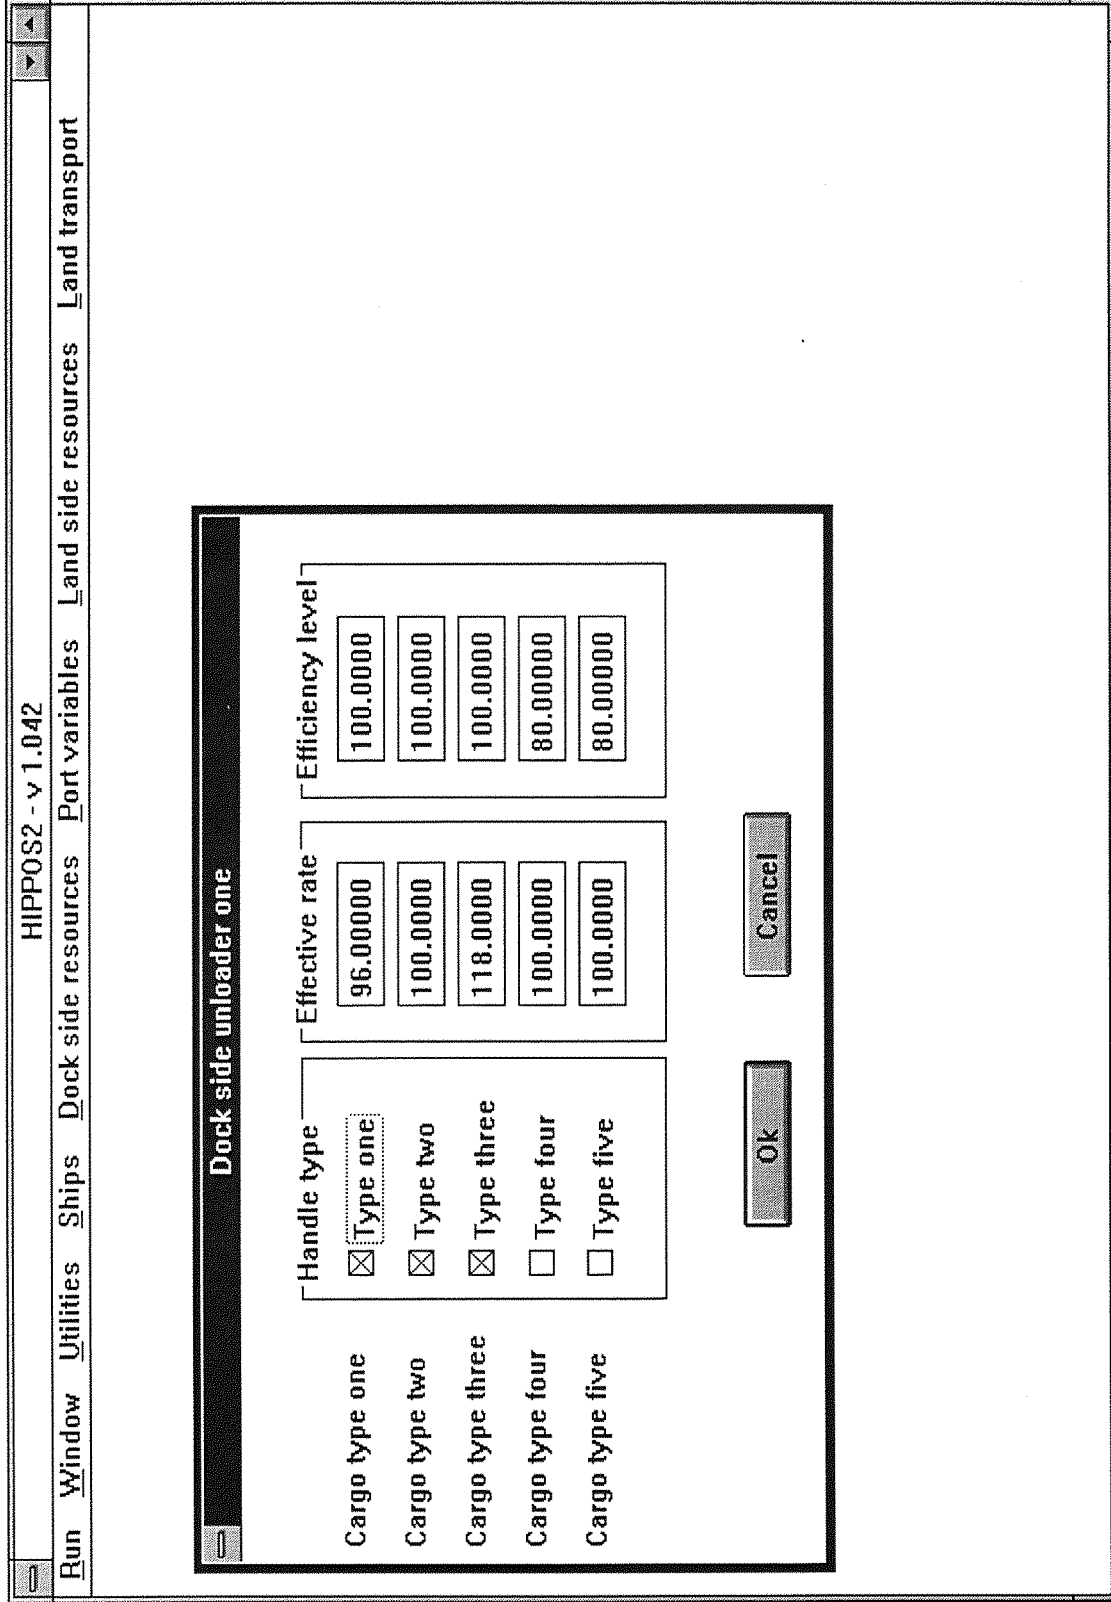 HIPPOS2 - v 1.042
Run Window Utilities Ships Dock side resources Port variables Land side resources Land transport
Dock side unloader one
Handle type Effective rate Efficiency level
Cargo type one Type one 96.00000 100.0000
Cargo type two Type two 100.0000 100.0000
Cargo type three Type three 118.0000 100.0000
Cargo type four Type four 100.0000 80.00000
Cargo type five Type five 100.0000 80.00000
Ok Cancel